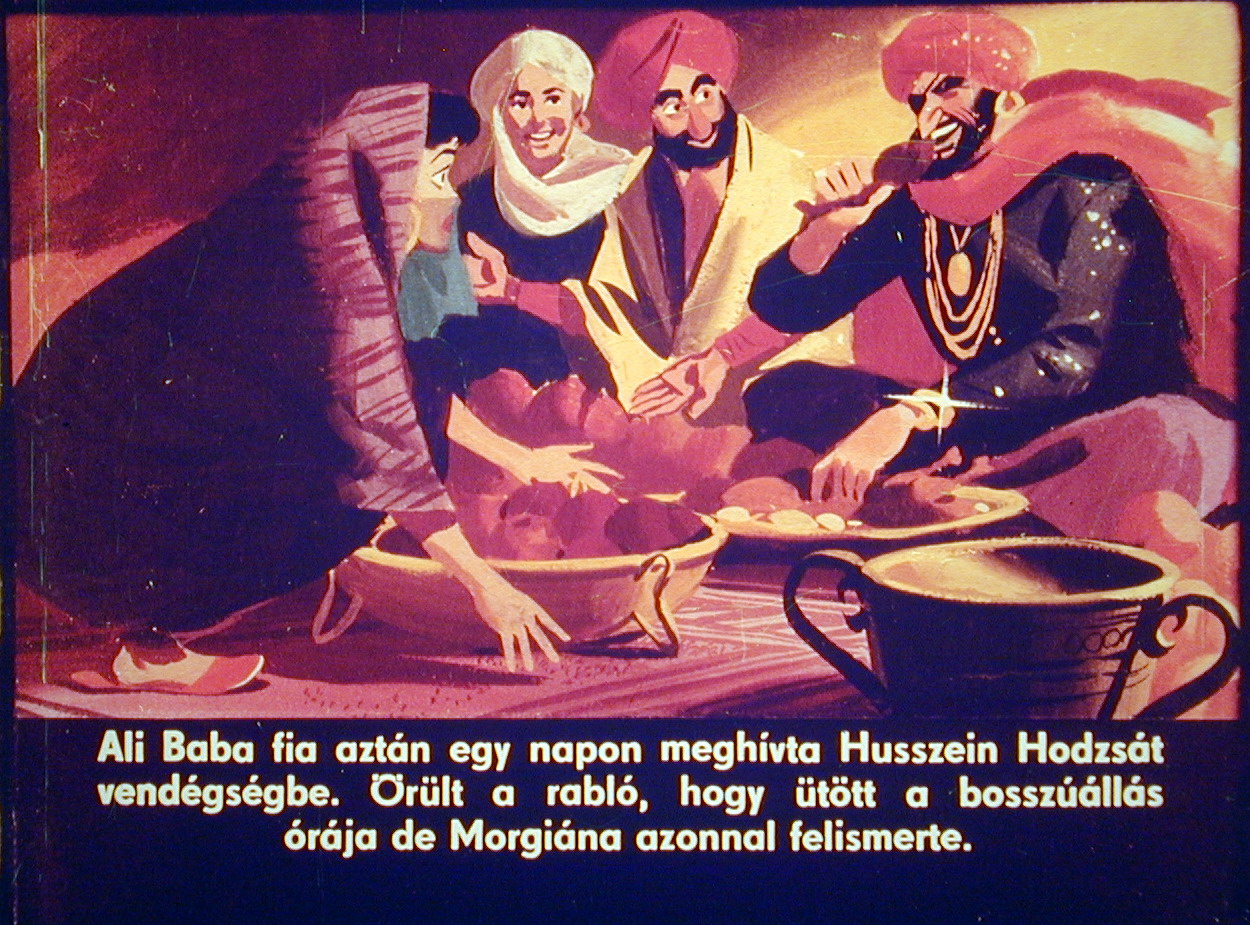 Ali Baba fia aztán egy napon meghívta Husszein Hodzsát
vendégségbe. Örült a rabló, hogy ütött a bosszúállás
órája de Morgiána azonnal felismerte.